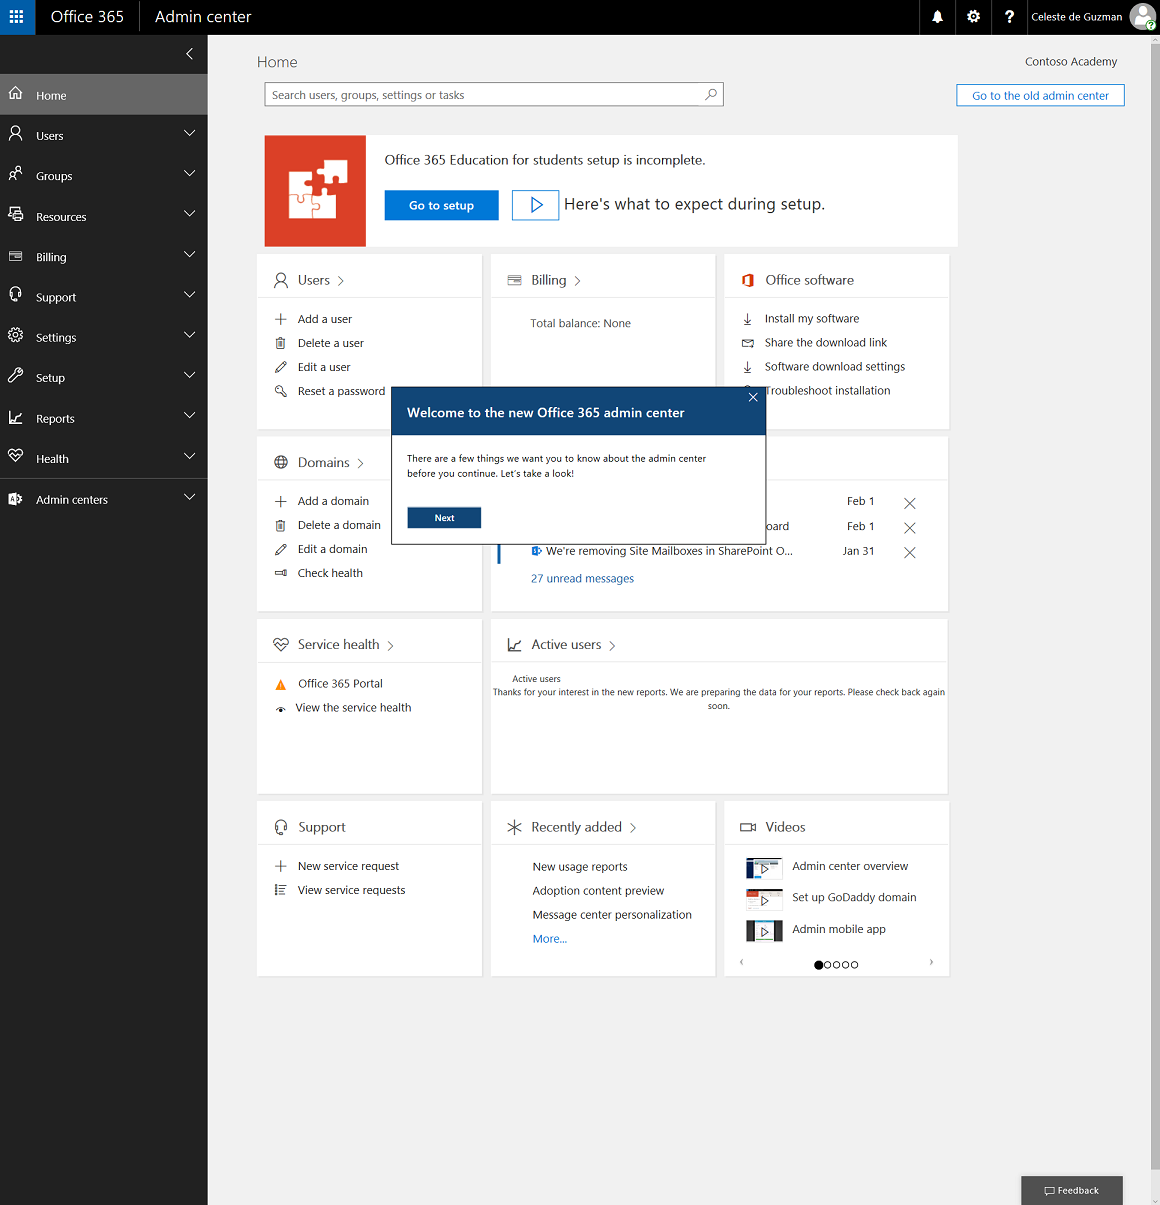 Office 365
Admin center
?
Celeste de Guzman
Home
Users
Groups
Resources
Billing
Support
Settings
Setup
Reports
Health
Admin centers
Home
Contoso Academy
Search users, groups, settings or tasks
Go to the old admin center
Office 365 Education for students setup is incomplete.
Go to setup
Here's what to expect during setup.
Users
Add a user
Delete a user
Edit a user
Reset a password
Billing
Total balance: None
Office software
Install my software
Share the download link
Software download settings
Troubleshoot installation
Welcome to the new Office 365 admin center
There are a few things we want you to know about the admin center
before you continue. Let's take a look!
Next
Domains
Add a domain
Delete a domain
Edit a domain
Check health
Feb 1
oard Feb 1
We're removing Site Mailboxes in SharePoint O... Jan 31
27 unread messages
Service health
Office 365 Portal
View the service health
Active users
Active users
Thanks for your interest in the new reports. We are preparing the data for your reports. Please check back again
soon.
Support
New service request
View service requests
Recently added
New usage reports
Adoption content preview
Message center personalization
More...
Videos
Admin center overview
Set up GoDaddy domain
Admin mobile app
Feedback